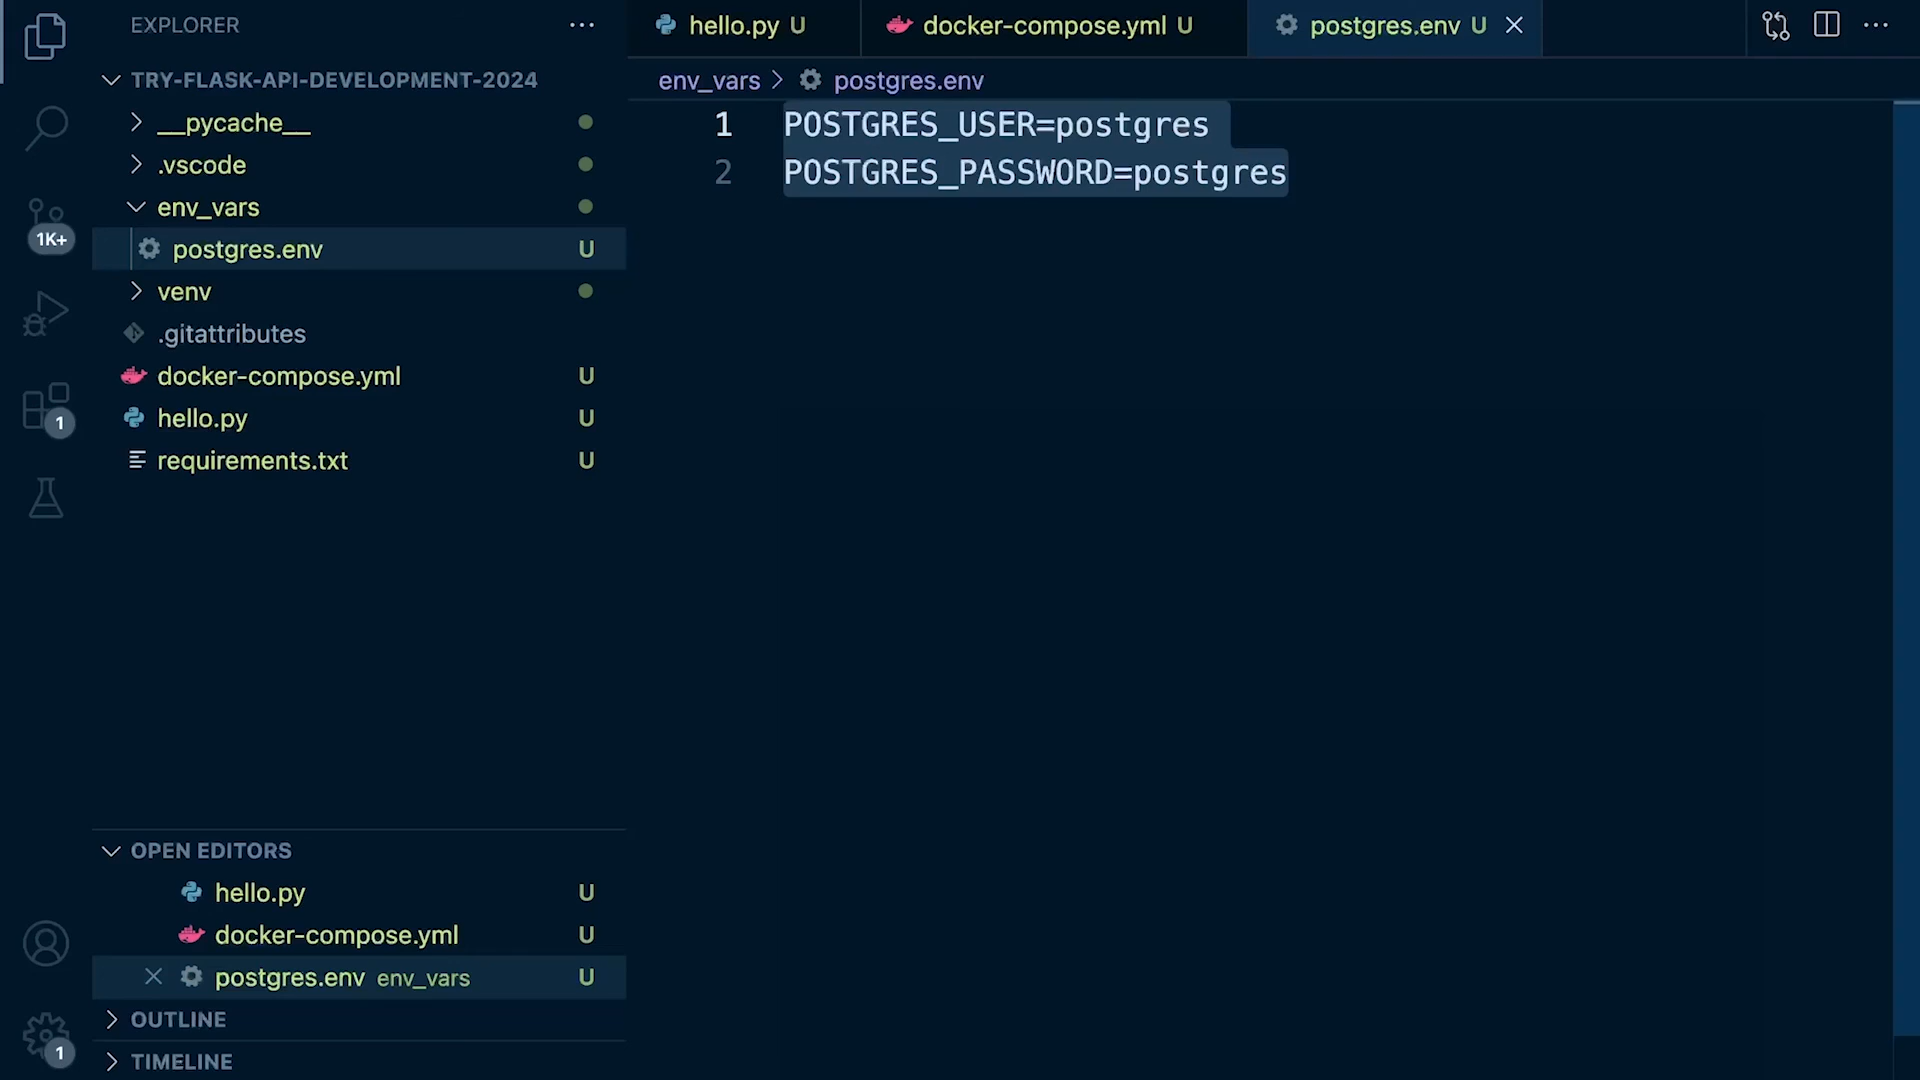 EXPLORER
TRY-FLASK-API-DEVELOPMENT-2024
__pycache__
.vscode
env_vars
postgres.env U
venv
.gitattributes
docker-compose.yml U
hello.py U
requirements.txt U
1K+
1
OPEN EDITORS
hello.py U
docker-compose.yml U
postgres.env env_vars U
OUTLINE
TIMELINE
1
hello.py U
docker-compose.yml U
postgres.env U
env_vars > postgres.env
1 POSTGRES_USER=postgres
2 POSTGRES_PASSWORD=postgres